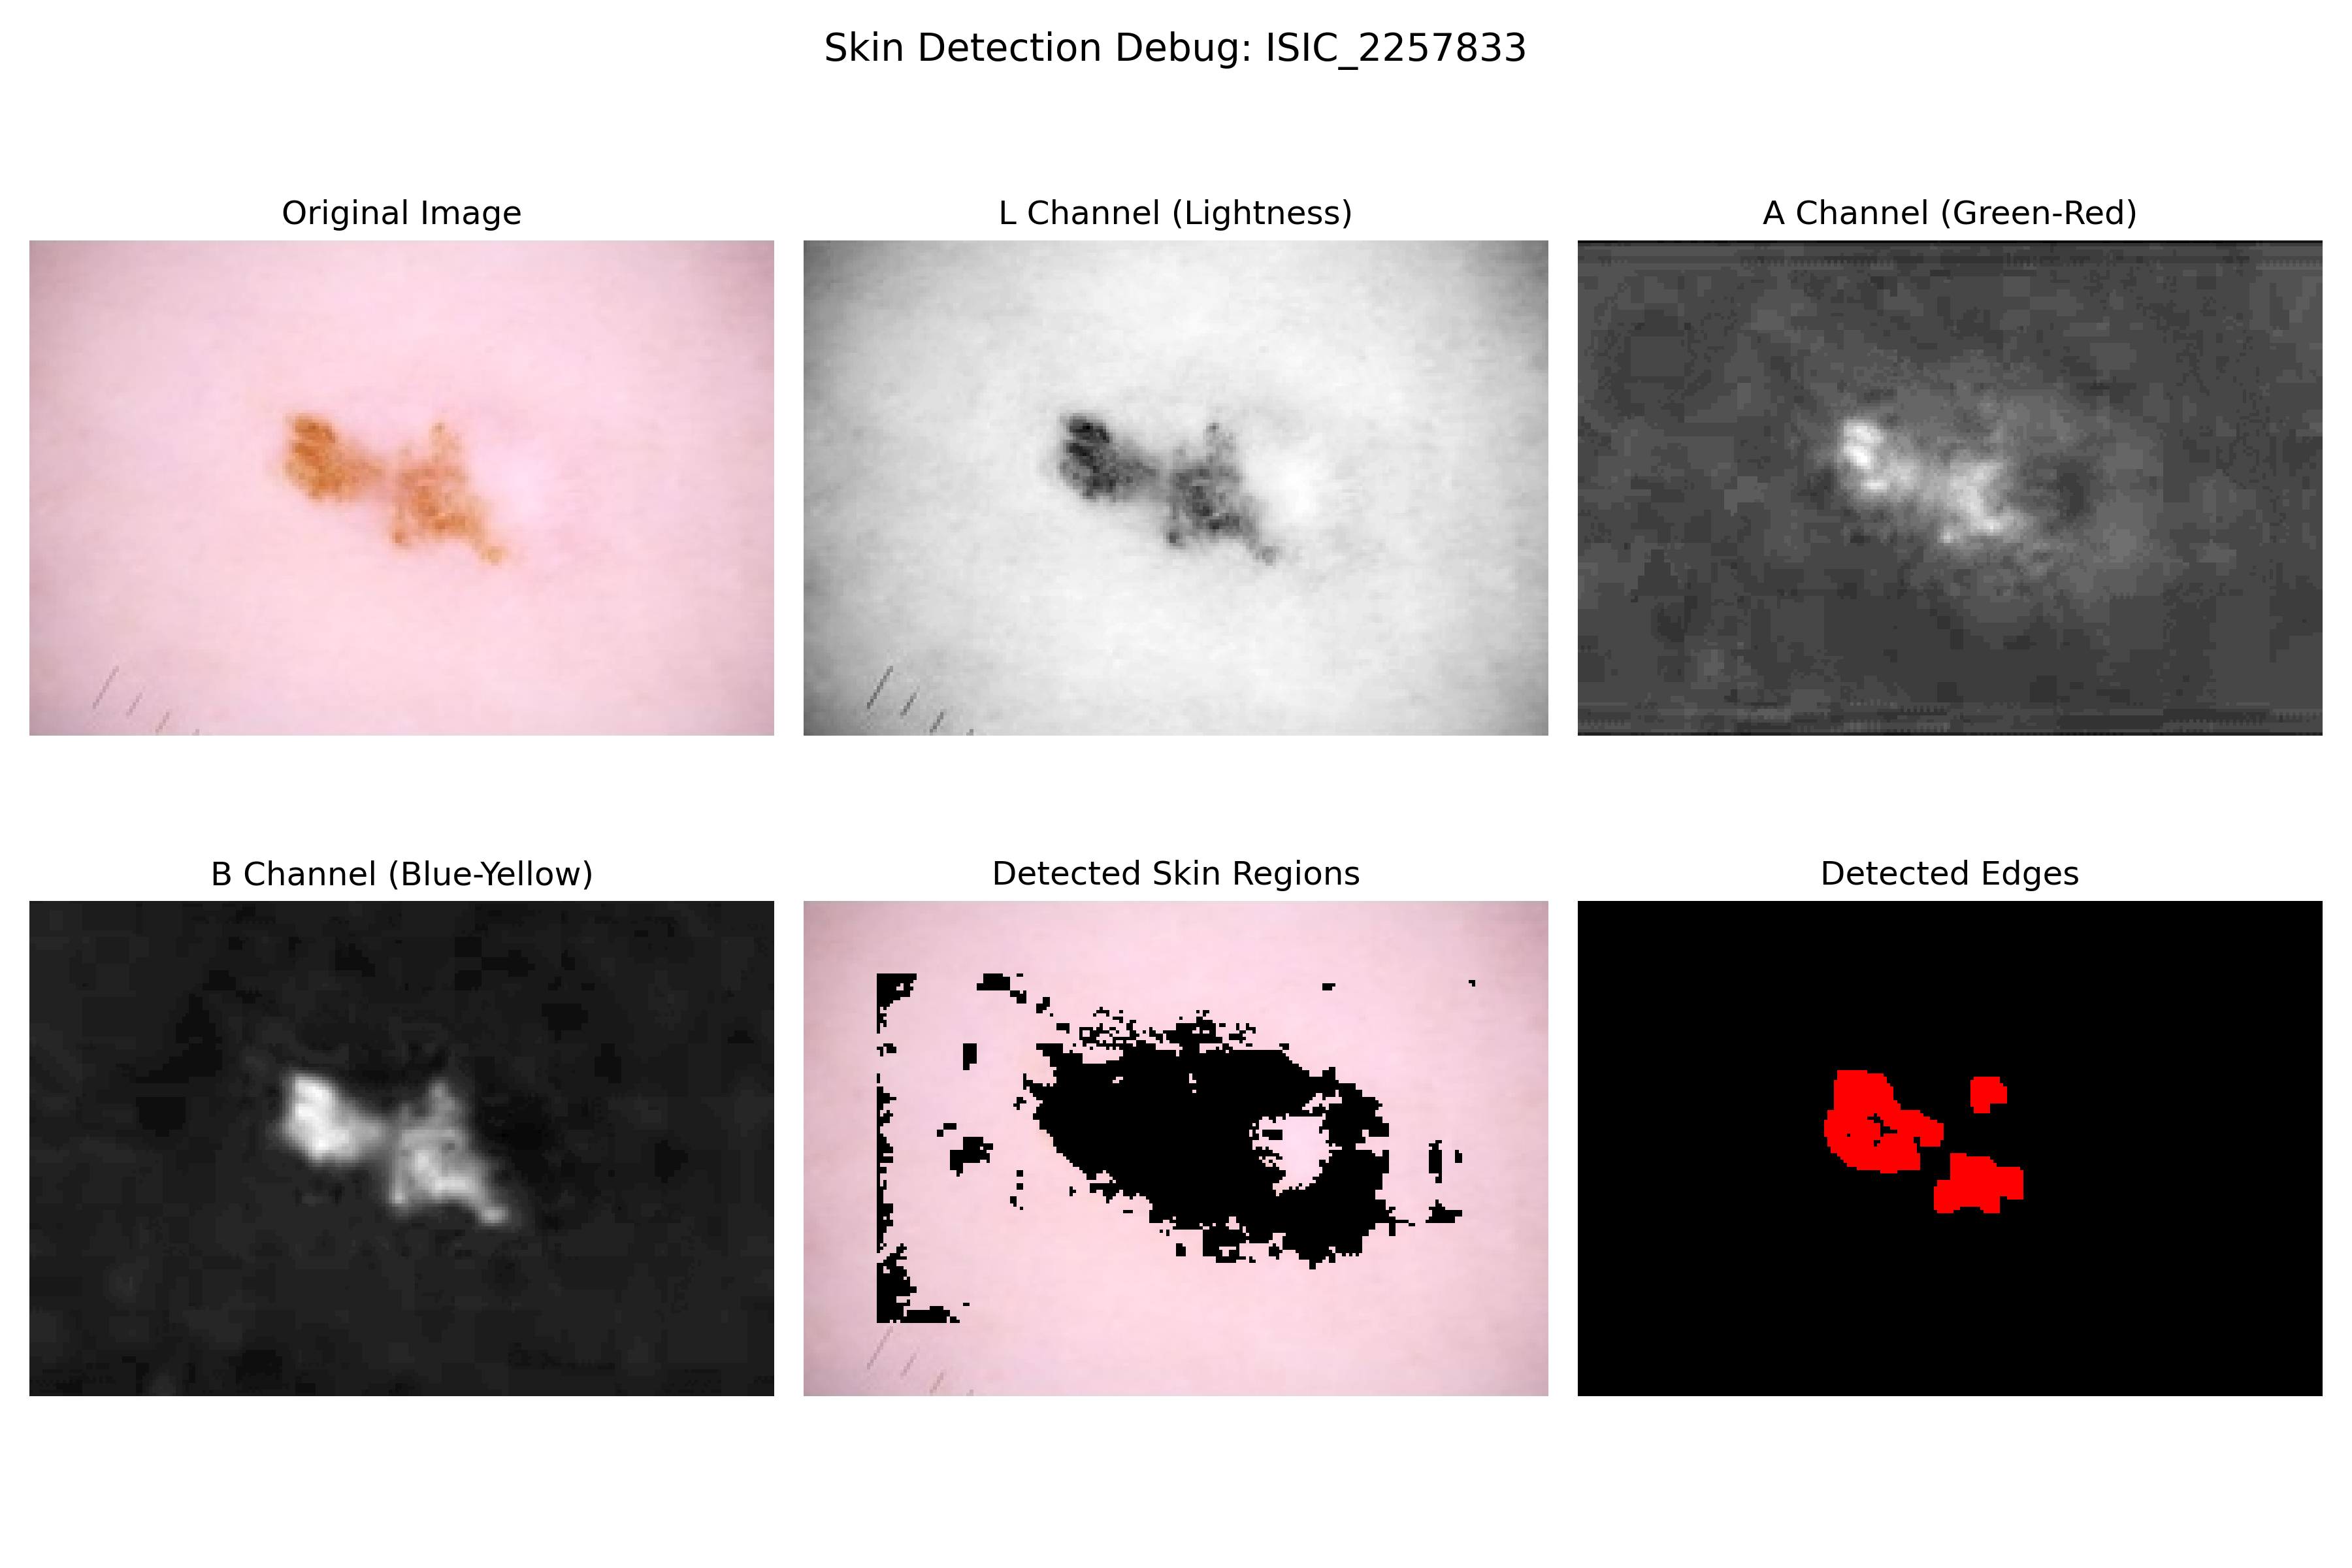 Skin Detection Debug: ISIC_2257833
Original Image
L Channel (Lightness)
A Channel (Green-Red)
B Channel (Blue-Yellow)
Detected Skin Regions
Detected Edges